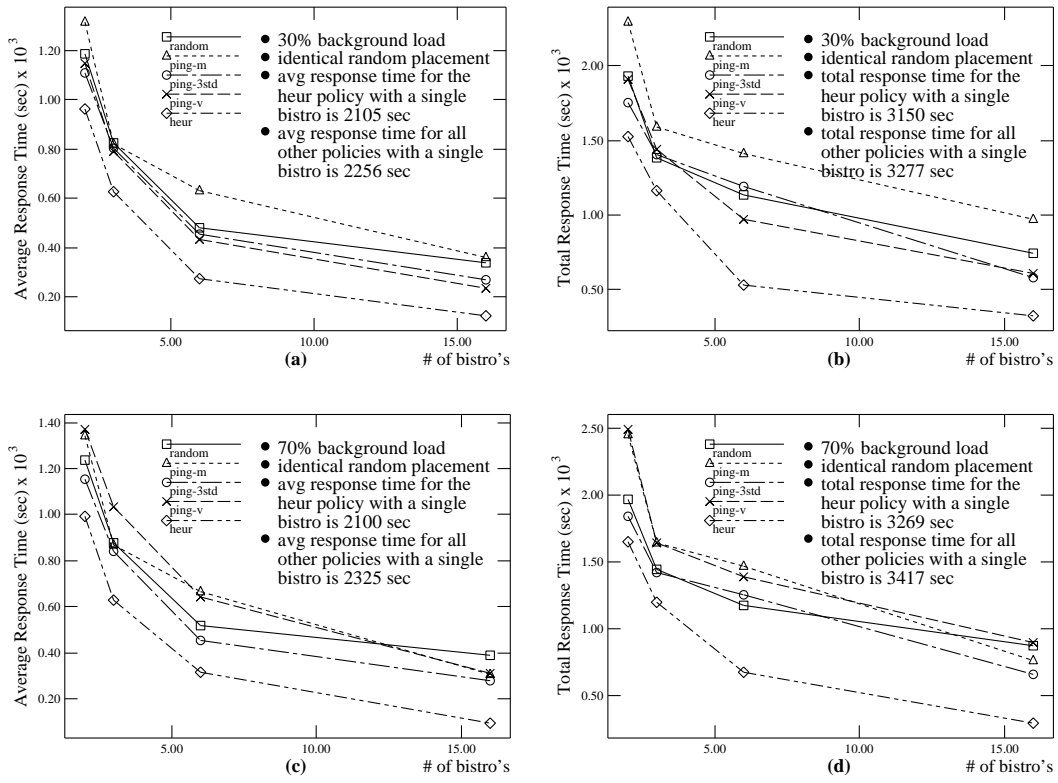 Average Response Time (sec) x 10 3
1.20
1.00
0.80
0.60
0.40
0.20
5.00
10.00
15.00
# of bistro's
(a)
random
ping-m
ping-3std
ping-v
heur
● 30% background load
● identical random placement
● avg response time for the
heur policy with a single
bistro is 2105 sec
● avg response time for all
other policies with a single
bistro is 2256 sec
Total Response Time (sec) x 10 3
2.00
1.50
1.00
0.50
5.00
10.00
15.00
# of bistro's
(b)
random
ping-m
ping-3std
ping-v
heur
● 30% background load
● identical random placement
● total response time for the
heur policy with a single
bistro is 3150 sec
● total response time for all
other policies with a single
bistro is 3277 sec
Average Response Time (sec) x 10 3
1.40
1.20
1.00
0.80
0.60
0.40
0.20
5.00
10.00
15.00
# of bistro's
(c)
random
ping-m
ping-3std
ping-v
heur
● 70% background load
● identical random placement
● avg response time for the
heur policy with a single
bistro is 2100 sec
● avg response time for all
other policies with a single
bistro is 2325 sec
Total Response Time (sec) x 10 3
2.50
2.00
1.50
1.00
0.50
5.00
10.00
15.00
# of bistro's
(d)
random
ping-m
ping-3std
ping-v
heur
● 70% background load
● identical random placement
● total response time for the
heur policy with a single
bistro is 3269 sec
● total response time for all
other policies with a single
bistro is 3417 sec